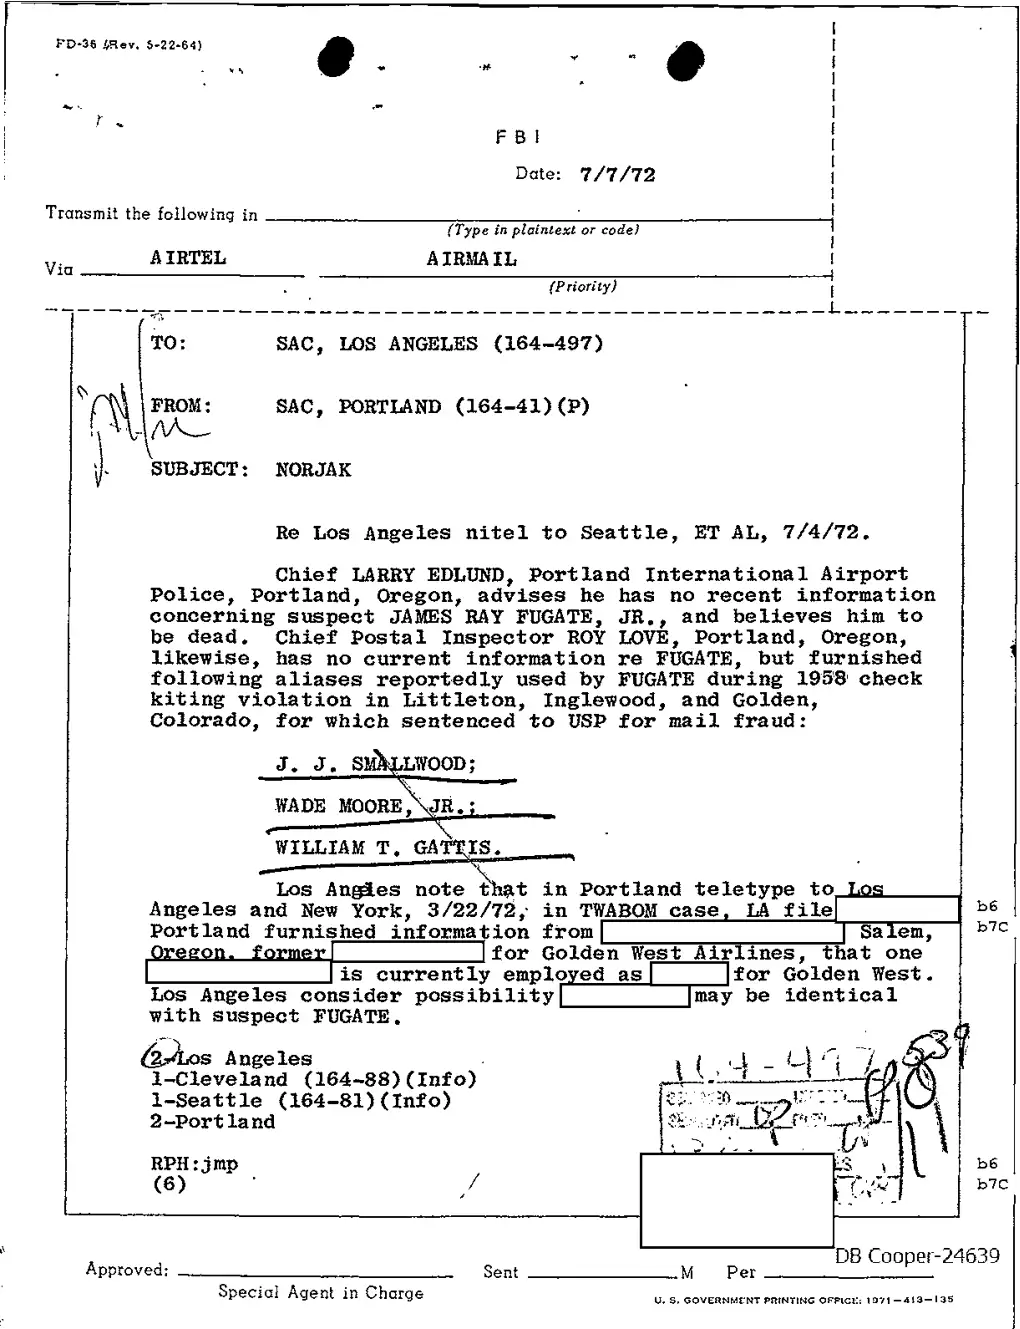 FD-36 (Rev. 5-22-64)
F B I
Date: 7/7/72
Transmit the following in
(Type in plaintext or code)
Via AIRTEL AIRMAIL
(Priority)
TO: SAC, LOS ANGELES (164-497)
FROM: SAC, PORTLAND (164-41)(P)
SUBJECT: NORJAK
Re Los Angeles nitel to Seattle, ET AL, 7/4/72.
Chief LARRY EDLUND, Portland International Airport
Police, Portland, Oregon, advises he has no recent information
concerning suspect JAMES RAY FUGATE, JR., and believes him to
be dead. Chief Postal Inspector ROY LOVE, Portland, Oregon,
likewise, has no current information re FUGATE, but furnished
following aliases reportedly used by FUGATE during 1958 check
kiting violation in Littleton, Inglewood, and Golden,
Colorado, for which sentenced to USP for mail fraud:
J. J. SMALLWOOD;
WADE MOORE, JR.;
WILLIAM T. GATTIS.
Los Angeles note that in Portland teletype to Los
Angeles and New York, 3/22/72, in TWABOM case, LA file b6
Portland furnished information from Salem, b7C
Oregon, former for Golden West Airlines, that one
is currently employed as for Golden West.
Los Angeles consider possibility may be identical
with suspect FUGATE.
2-Los Angeles
1-Cleveland (164-88)(Info)
1-Seattle (164-81)(Info)
2-Portland
164-497
RPH:jmp b6
(6) b7C
DB Cooper-24639
Approved: Sent M Per
Special Agent in Charge
U. S. GOVERNMENT PRINTING OFFICE: 1971-413-135